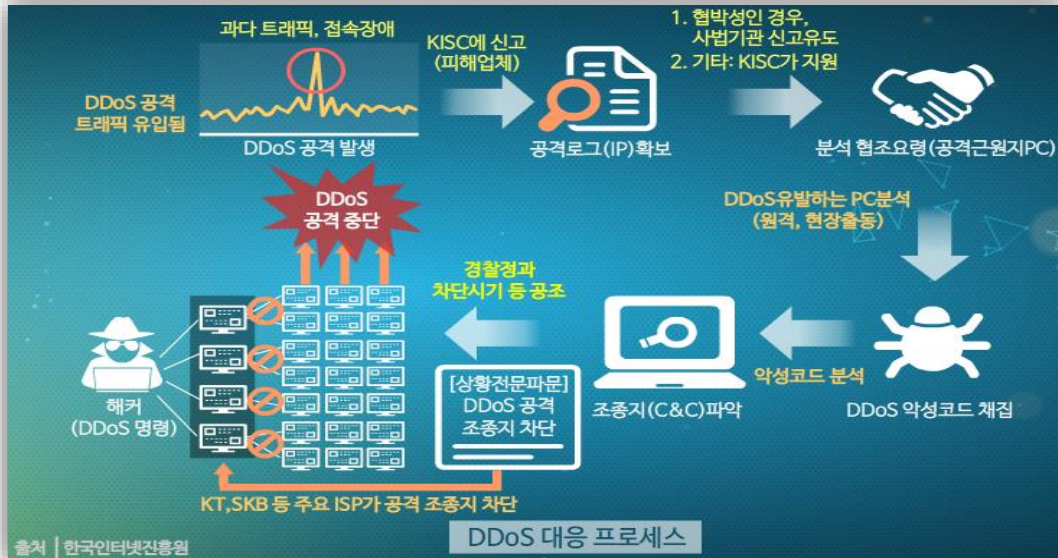 과다 트래픽, 접속장애
DDoS 공격
트래픽 유입됨
DDoS 공격 발생
KISC에 신고
(피해업체)
공격로그(IP)확보
1. 협박성인 경우,
사법기관 신고유도
2. 기타: KISC가 지원
분석 협조요령(공격근원지PC)
DDoS유발하는 PC분석
(원격, 현장출동)
DDoS 악성코드 채집
악성코드 분석
조종지(C&C)파악
경찰청과
차단시기 등 공조
[상황전문파문]
DDoS 공격
조종지 차단
DDoS
공격 중단
해커
(DDoS 명령)
KT,SKB 등 주요 ISP가 공격 조종지 차단
DDoS 대응 프로세스
출처 | 한국인터넷진흥원